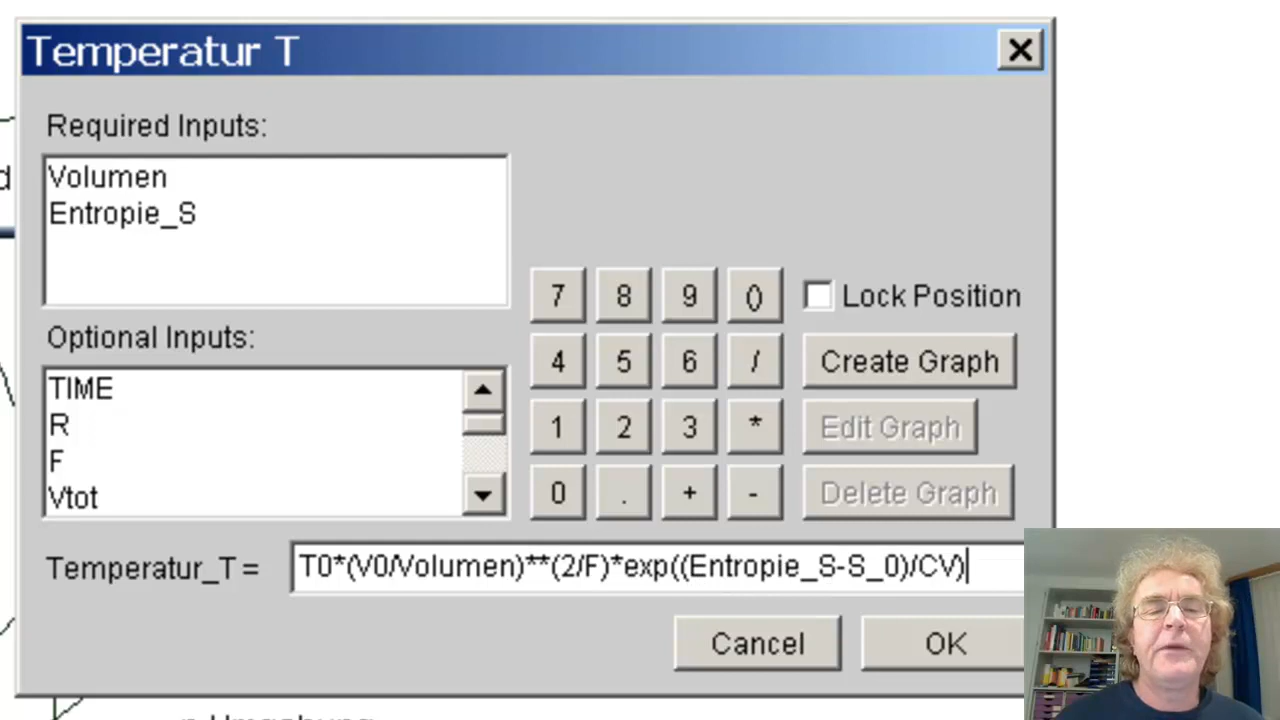 Temperatur T
Required Inputs:
Volumen
Entropie_S
d
7 8 9 ()
Lock Position
Optional Inputs:
TIME
R
F
Vtot
4 5 6 /
Create Graph
1 2 3 *
Edit Graph
0 . + -
Delete Graph
Temperatur_T = T0*(V0/Volumen)**(2/F)*exp((Entropie_S-S_0)/CV)
Cancel OK